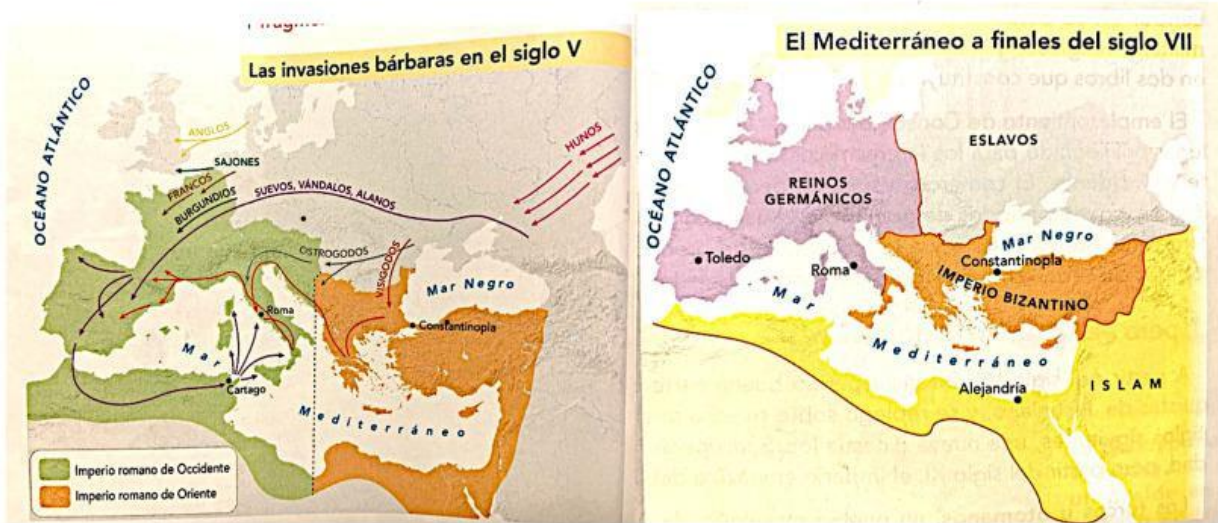 Las invasiones bárbaras en el siglo V
OCÉANO ATLÁNTICO
ANGLOS
SAJONES
FRANCOS
BURGUNDIOS
SUEVOS, VÁNDALOS, ALANOS
HUNOS
OSTROGODOS
VISIGODOS
Mar Negro
Roma
Constantinopla
Mar
Cartago
Mediterráneo
Imperio romano de Occidente
Imperio romano de Oriente
El Mediterráneo a finales del siglo VII
OCÉANO ATLÁNTICO
ESLAVOS
REINOS
GERMÁNICOS
Toledo
Roma
Mar Negro
Constantinopla
IMPERIO BIZANTINO
Mar
Mediterráneo
Alejandría
ISLAM